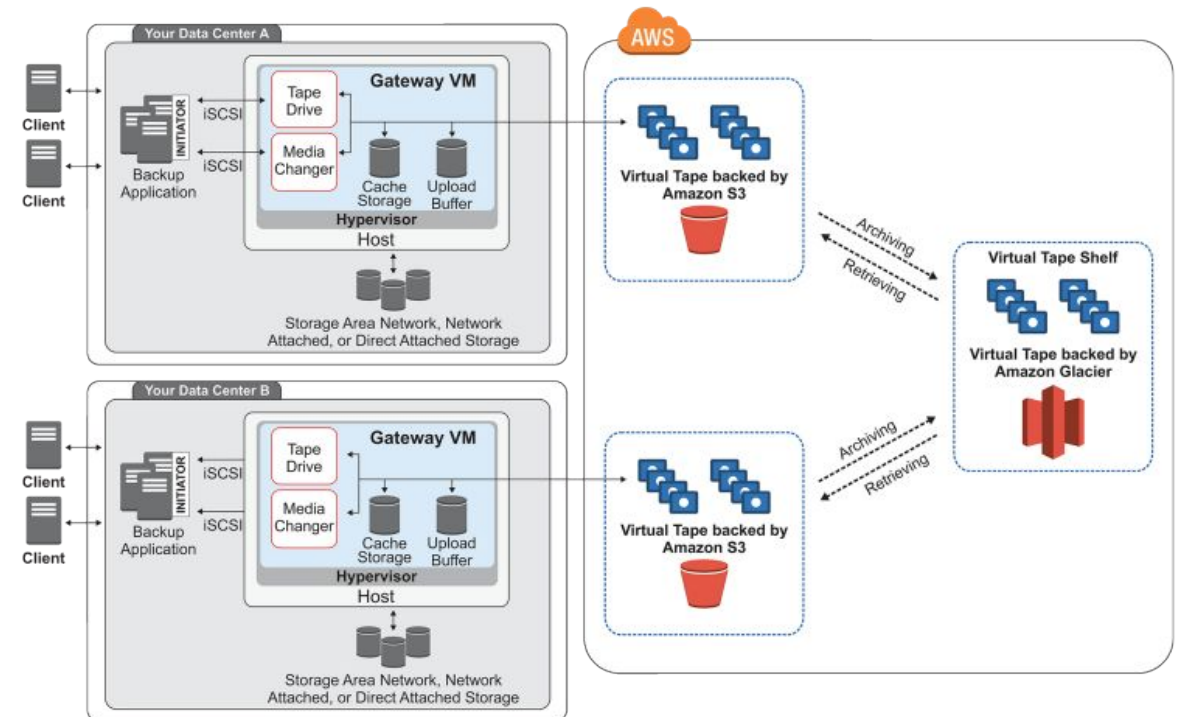 Your Data Center A
Client
Client
INITIATOR
Backup
Application
iSCSI
iSCSI
Gateway VM
Tape
Drive
Media
Changer
Cache
Storage
Upload
Buffer
Hypervisor
Host
Storage Area Network, Network
Attached, or Direct Attached Storage
Your Data Center B
Client
Client
INITIATOR
Backup
Application
iSCSI
iSCSI
Gateway VM
Tape
Drive
Media
Changer
Cache
Storage
Upload
Buffer
Hypervisor
Host
Storage Area Network, Network
Attached, or Direct Attached Storage
AWS
Virtual Tape backed by
Amazon S3
Archiving
Retrieving
Virtual Tape Shelf
Virtual Tape backed by
Amazon Glacier
Archiving
Retrieving
Virtual Tape backed by
Amazon S3